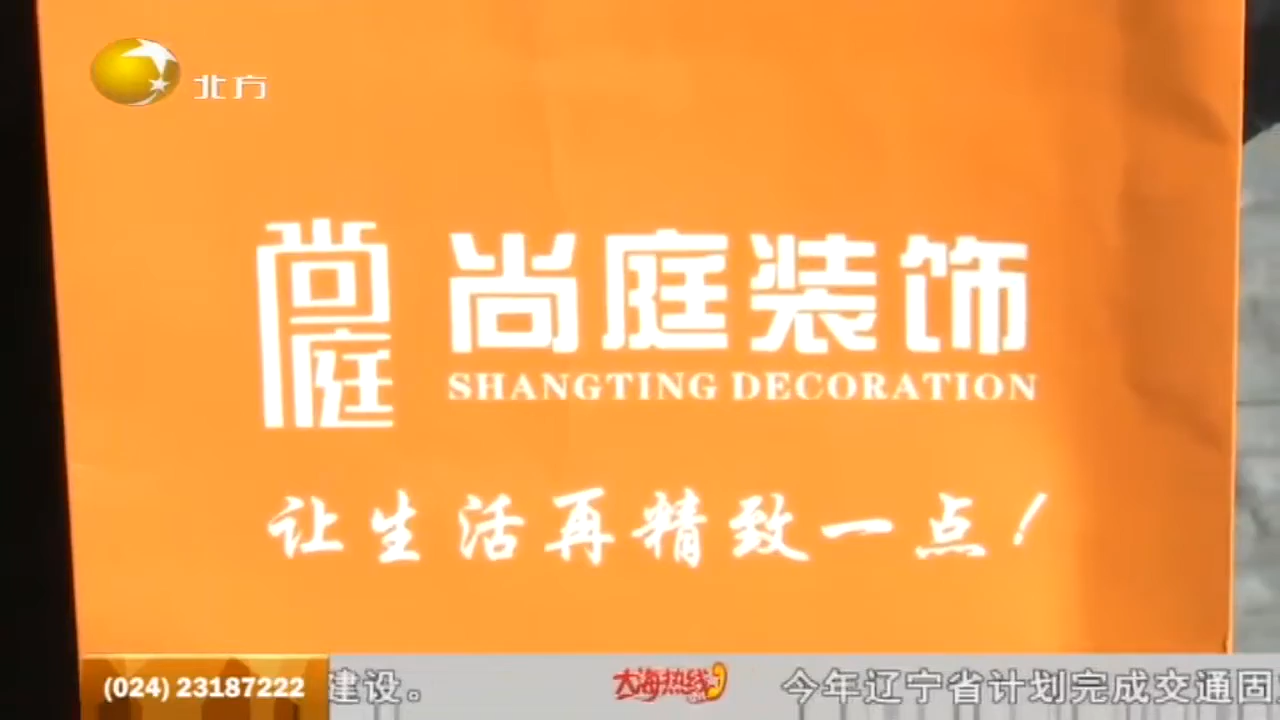 北方
尚庭
尚庭装饰
SHANGTING DECORATION
让生活再精致一点！
(024) 23187222
建设。
大海热线
今年辽宁省计划完成交通固